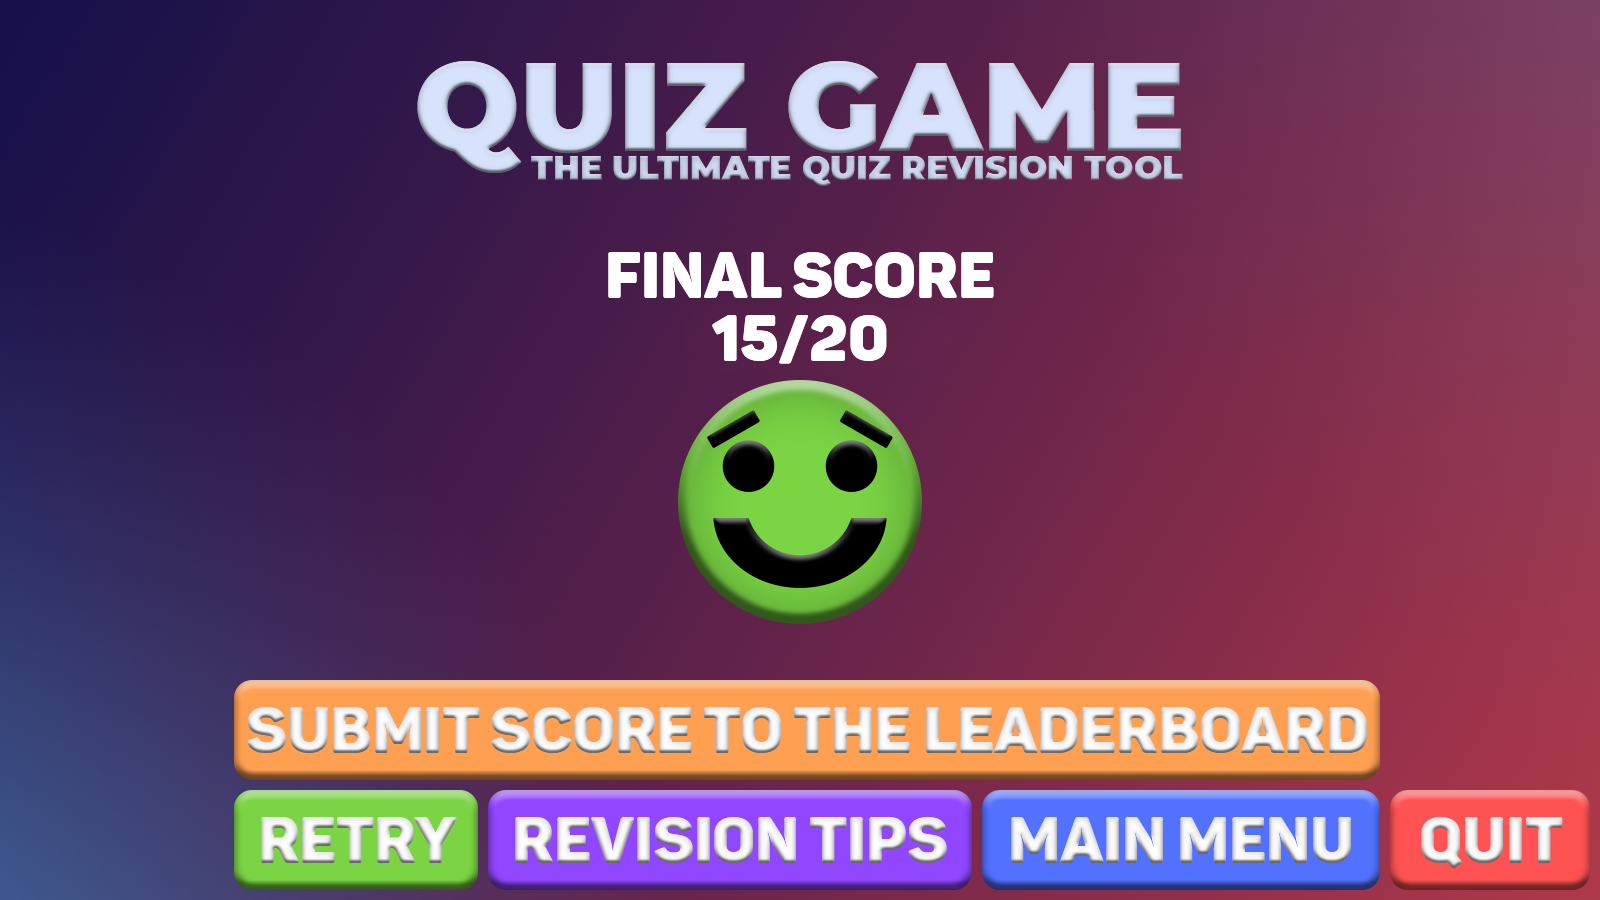 QUIZ GAME
THE ULTIMATE QUIZ REVISION TOOL
FINAL SCORE
15/20
SUBMIT SCORE TO THE LEADERBOARD
RETRY
REVISION TIPS
MAIN MENU
QUIT